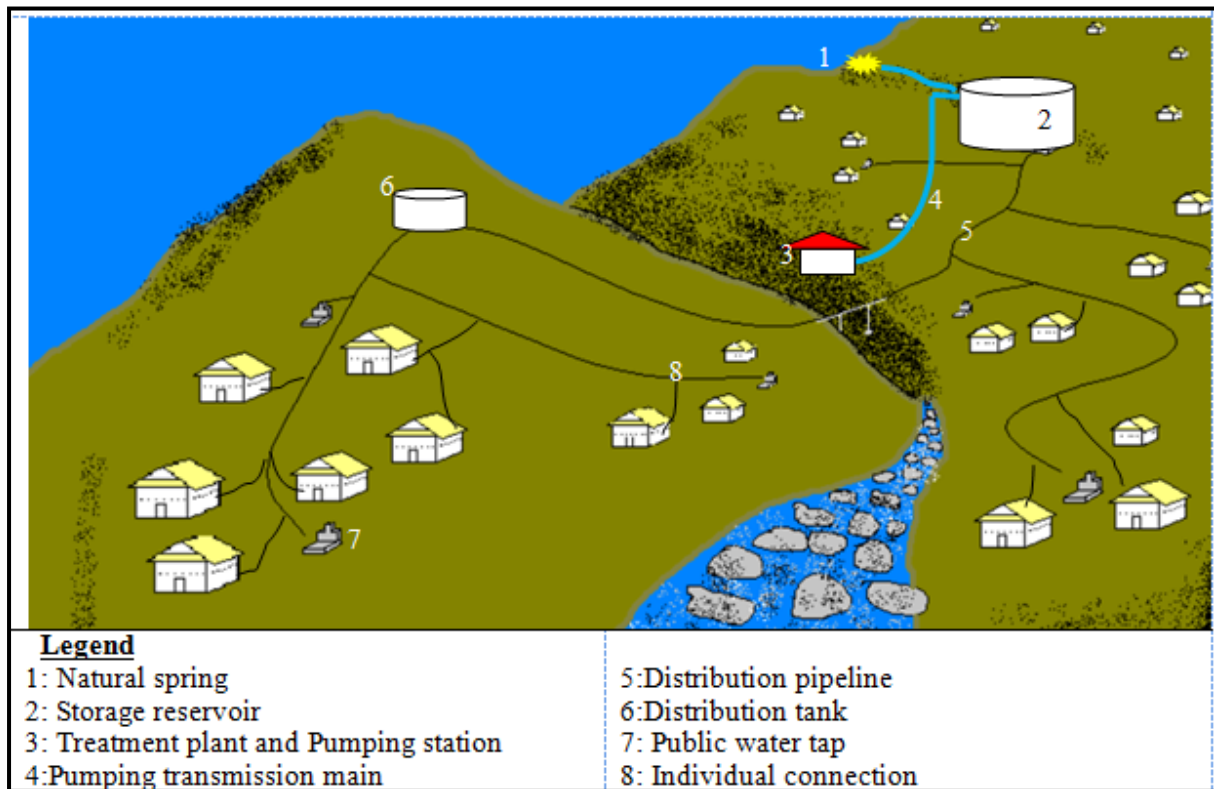 1
2
6
4
5
3
8
7
Legend
1: Natural spring
2: Storage reservoir
3: Treatment plant and Pumping station
4:Pumping transmission main
5:Distribution pipeline
6:Distribution tank
7: Public water tap
8: Individual connection